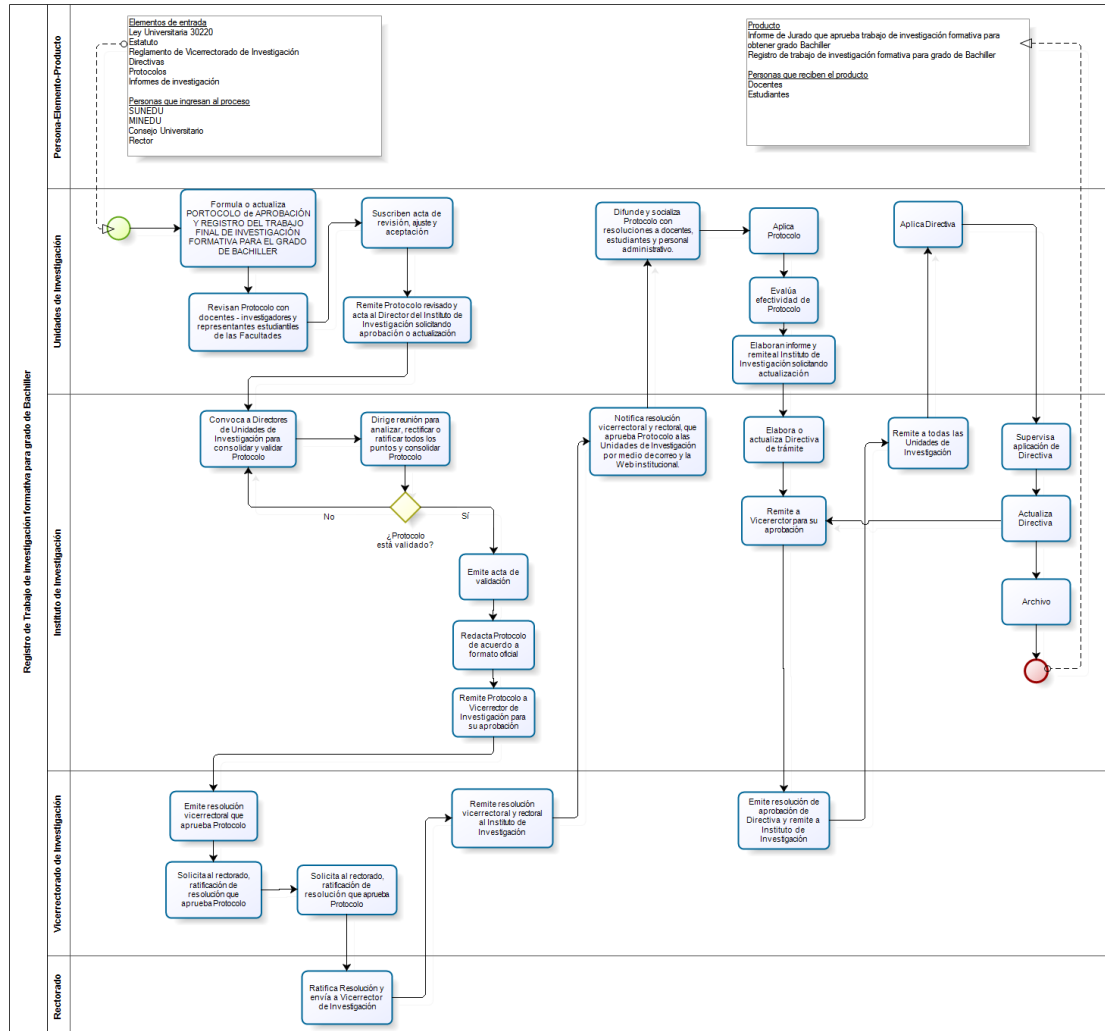 Registro de Trabajo de investigación formativa para grado de Bachiller
Persona-Elemento-Producto
Elementos de entrada
Ley Universitaria 30220
Estatuto
Reglamento de Vicerrectorado de Investigación
Directivas
Protocolos
Informes de investigación
Personas que ingresan al proceso
SUNEDU
MINEDU
Consejo Universitario
Rector
Producto
Informe de Jurado que aprueba trabajo de investigación formativa para
obtener grado Bachiller
Registro de trabajo de investigación formativa para grado de Bachiller
Personas que reciben el producto
Docentes
Estudiantes
Unidades de Investigación
Formula o actualiza
PORTOCOLO de APROBACIÓN
Y REGISTRO DEL TRABAJO
FINAL DE INVESTIGACIÓN
FORMATIVA PARA EL GRADO
DE BACHILLER
Revisan Protocolo con
docentes - investigadores y
representantes estudiantiles
de las Facultades
Suscriben acta de
revisión, ajuste y
aceptación
Remite Protocolo revisado y
acta al Director del Instituto de
Investigación solicitando
aprobación o actualización
Difunde y socializa
Protocolo con
resoluciones a docentes,
estudiantes y personal
administrativo.
Aplica
Protocolo
Evalúa
efectividad de
Protocolo
Elaboran informe y
remite al Instituto de
Investigación solicitando
actualización
Aplica Directiva
Instituto de Investigación
Convoca a Directores
de Unidades de
Investigación para
consolidar y validar
Protocolo
Dirige reunión para
analizar, rectificar o
ratificar todos los
puntos y consolidar
Protocolo
No
Sí
¿Protocolo
está validado?
Emite acta de
validación
Redacta Protocolo
de acuerdo a
formato oficial
Remite Protocolo a
Vicerrector de
Investigación para
su aprobación
Notifica resolución
vicerrectoral y rectoral, que
aprueba Protocolo a las
Unidades de Investigación
por medio de correo y la
Web institucional.
Elabora o
actualiza Directiva
de trámite
Remite a
Vicererctor para su
aprobación
Remite a todas las
Unidades de
Investigación
Supervisa
aplicación de
Directiva
Actualiza
Directiva
Archivo
Vicerrectorado de Investigación
Emite resolución
vicerrectoral que
aprueba Protocolo
Solicita al rectorado,
ratificación de
resolución que
aprueba Protocolo
Solicita al rectorado,
ratificación de
resolución que aprueba
Protocolo
Remite resolución
vicerrectoral y rectoral
al Instituto de
Investigación
Emite resolución de
aprobación de
Directiva y remite a
Instituto de
Investigación
Rectorado
Ratifica Resolución y
envía a Vicerrector
de Investigación